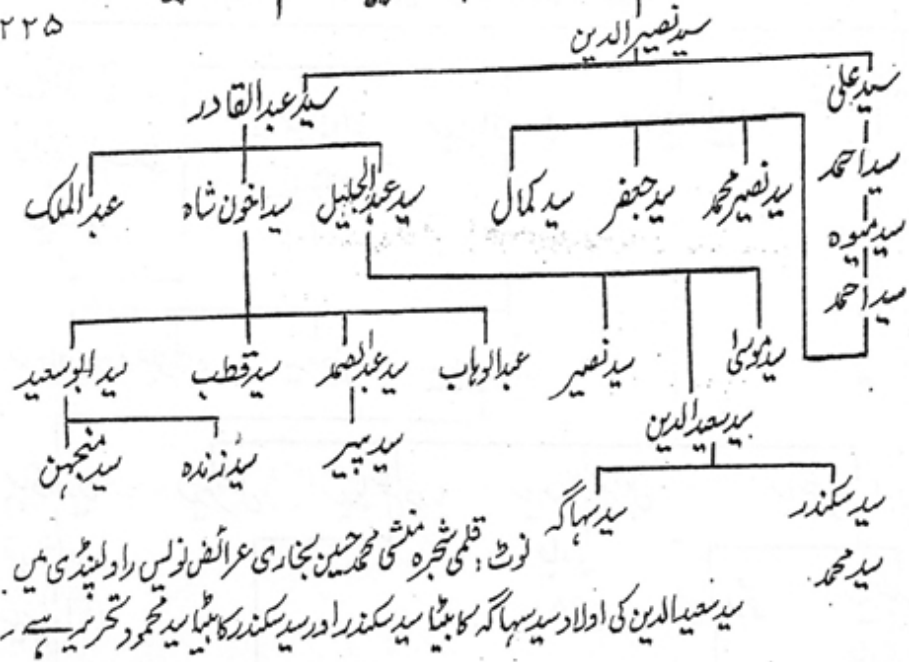 ۲۲۵
سید نصیر الدین
سید علی
سید عبدالقادر
سید احمد
سید نصیر محمد
سید جعفر
سید کمال
سید عبدالجلیل
سید اخون شاہ
عبدالملک
سید میوہ
سید احمد
سید موسیٰ
سید نصیر
عبدالوہاب
سید عبدالصمد
سید قطب
سید ابوسعید
سید سعید الدین
سید پیر
سید زندہ
سید منجھن
سید سکندر
سید سہاگہ
سید محمد
نوٹ: قلمی شجرہ منشی محمد حسین بخاری عرائض نویس راولپنڈی میں
سید سعید الدین کی اولاد سید سہاگہ کا بیٹا سید سکندر اور سید سکندر کا بیٹا سید محمود تحریر ہے